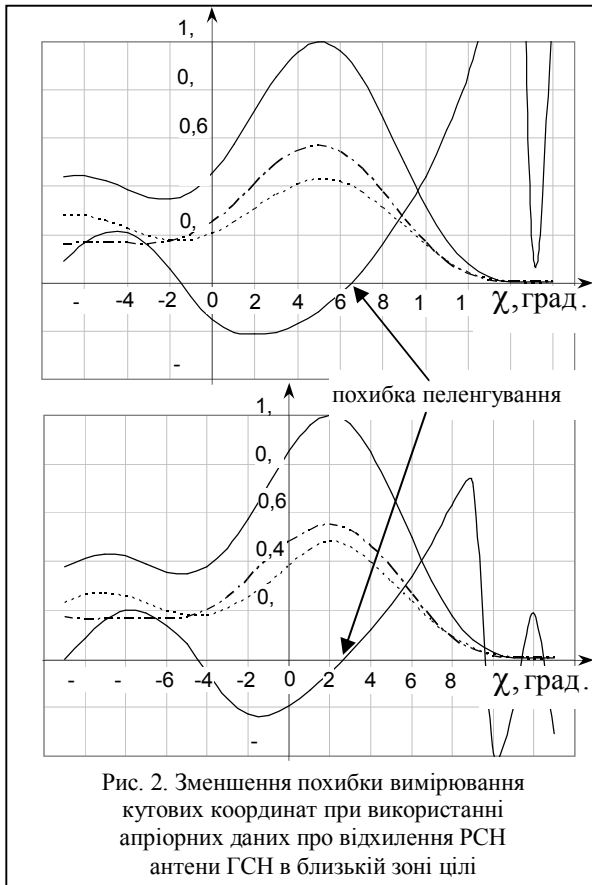 1,
0,
0,6
0,
- -4 -2 0 2 4 6 8 1 1 χ, град.
-
похибка пеленгування
1,
0,
0,6
0,4
0,
- - -6 -4 -2 0 2 4 6 8 χ, град.
-
Рис. 2. Зменшення похибки вимірювання
кутових координат при використанні
апріорних даних про відхилення РСН
антени ГСН в близькій зоні цілі